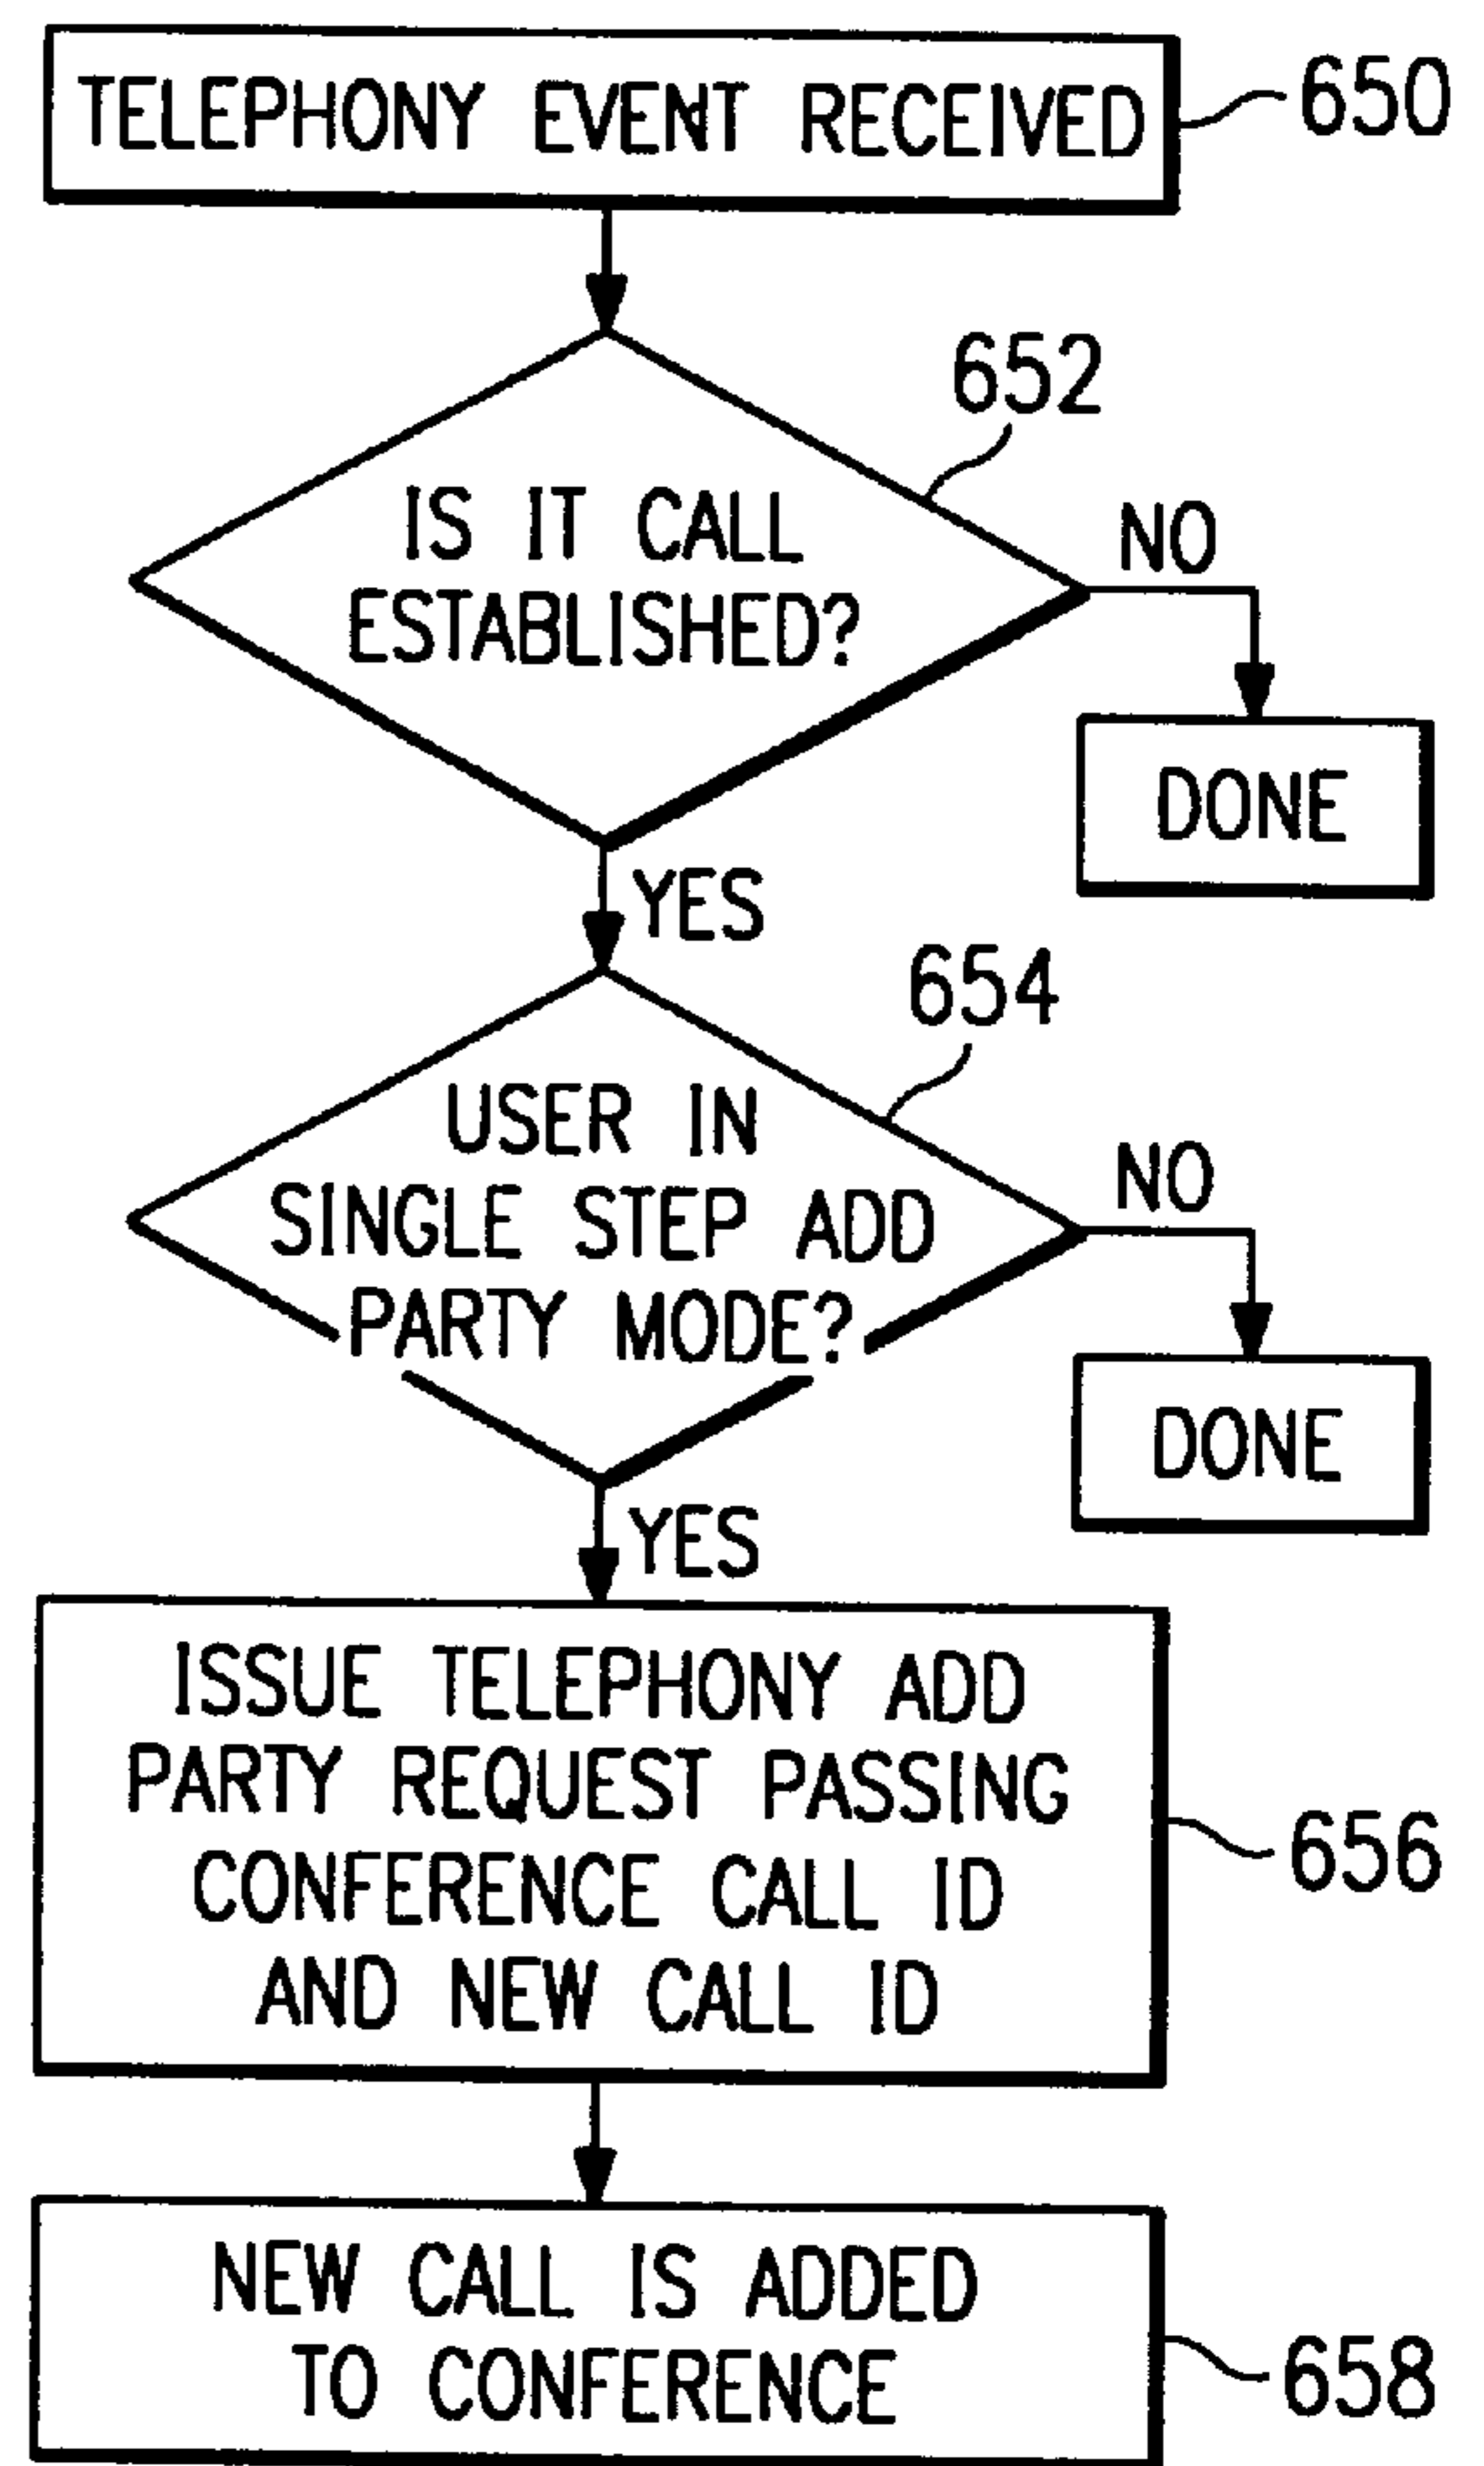 TELEPHONY EVENT RECEIVED
650
652
IS IT CALL
ESTABLISHED?
NO
DONE
YES
654
USER IN
SINGLE STEP ADD
PARTY MODE?
NO
DONE
YES
ISSUE TELEPHONY ADD
PARTY REQUEST PASSING
CONFERENCE CALL ID
AND NEW CALL ID
656
NEW CALL IS ADDED
TO CONFERENCE
658